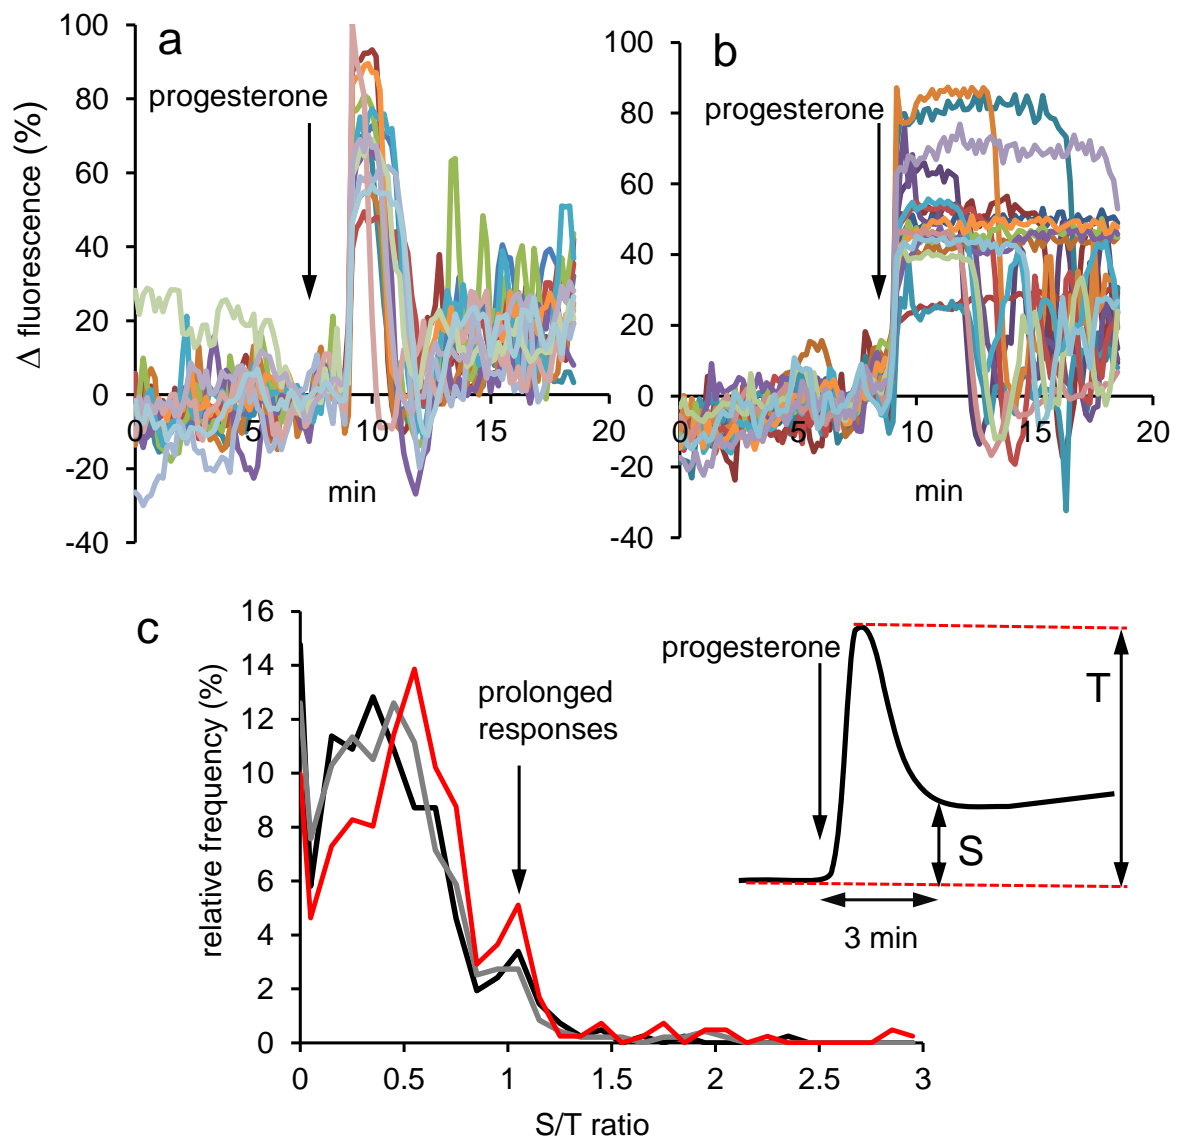 a
Δ fluorescence (%)
100
80
60
40
20
0
-20
-40
progesterone
0
5
10
15
20
min
b
100
80
60
40
20
0
-20
-40
progesterone
0
5
10
15
20
min
c
relative frequency (%)
16
14
12
10
8
6
4
2
0
prolonged
responses
0
0.5
1
1.5
2
2.5
3
S/T ratio
progesterone
T
S
3 min